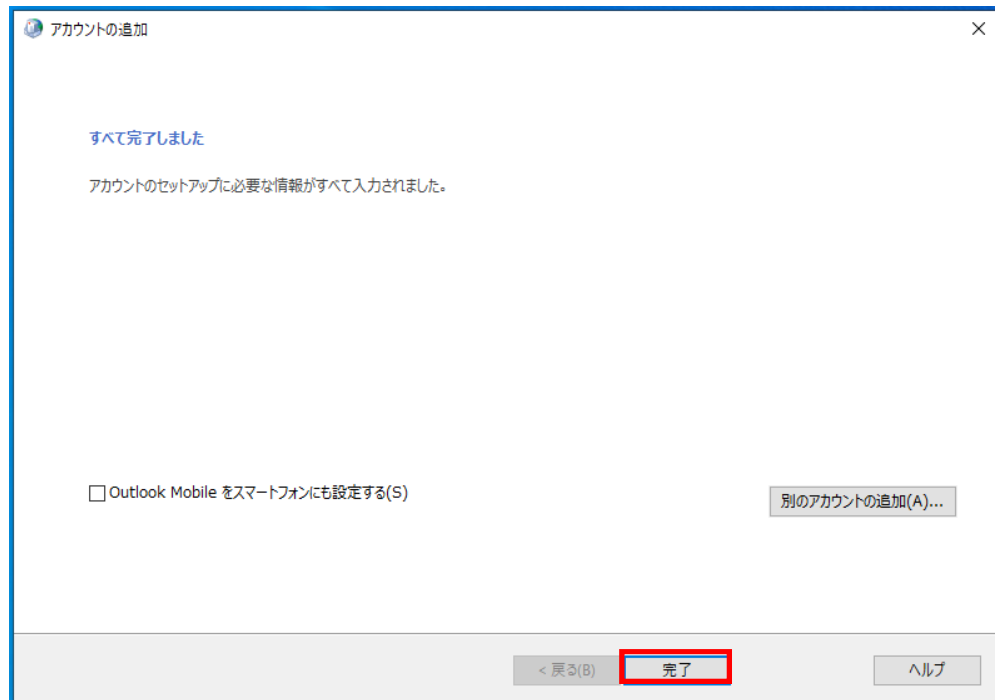 アカウントの追加
すべて完了しました
アカウントのセットアップに必要な情報がすべて入力されました。
Outlook Mobile をスマートフォンにも設定する(S)
別のアカウントの追加(A)...
< 戻る(B)
完了
ヘルプ